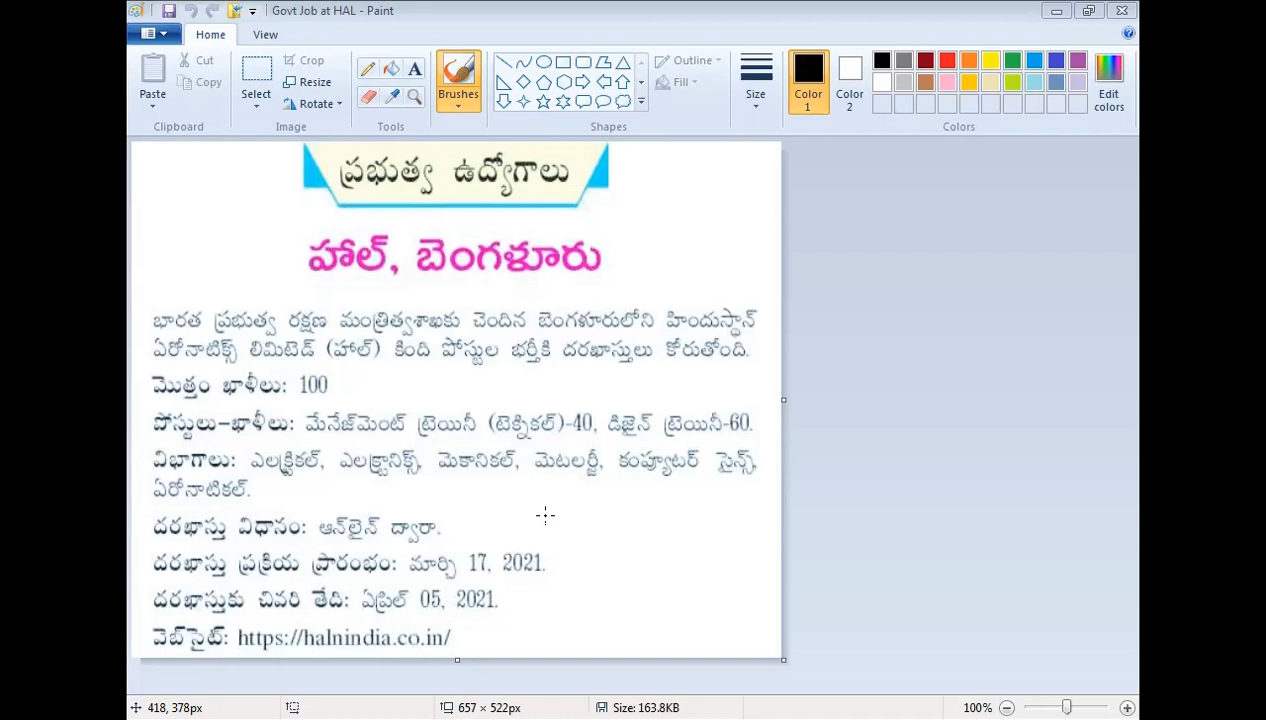 Govt Job at HAL - Paint
Home View
Paste Cut Copy Select Crop Resize Rotate Brushes Outline Fill Size Color 1 Color 2 Edit colors
Clipboard Image Tools Shapes Colors
ప్రభుత్వ ఉద్యోగాలు
హాల్, బెంగళూరు
భారత ప్రభుత్వ రక్షణ మంత్రిత్వశాఖకు చెందిన బెంగళూరులోని హిందుస్థాన్
ఏరోనాటిక్స్ లిమిటెడ్ (హాల్) కింది పోస్టుల భర్తీకి దరఖాస్తులు కోరుతోంది.
మొత్తం ఖాళీలు: 100
పోస్టులు-ఖాళీలు: మేనేజ్‌మెంట్ ట్రెయినీ (టెక్నికల్)-40, డిజైన్ ట్రెయినీ-60.
విభాగాలు: ఎలక్ట్రికల్, ఎలక్ట్రానిక్స్, మెకానికల్, మెటలర్జీ, కంప్యూటర్ సైన్స్,
ఏరోనాటికల్.
దరఖాస్తు విధానం: ఆన్‌లైన్ ద్వారా.
దరఖాస్తు ప్రక్రియ ప్రారంభం: మార్చి 17, 2021.
దరఖాస్తుకు చివరి తేది: ఏప్రిల్ 05, 2021.
వెబ్‌సైట్: https://halnindia.co.in/
418, 378px 657 × 522px Size: 163.8KB 100%